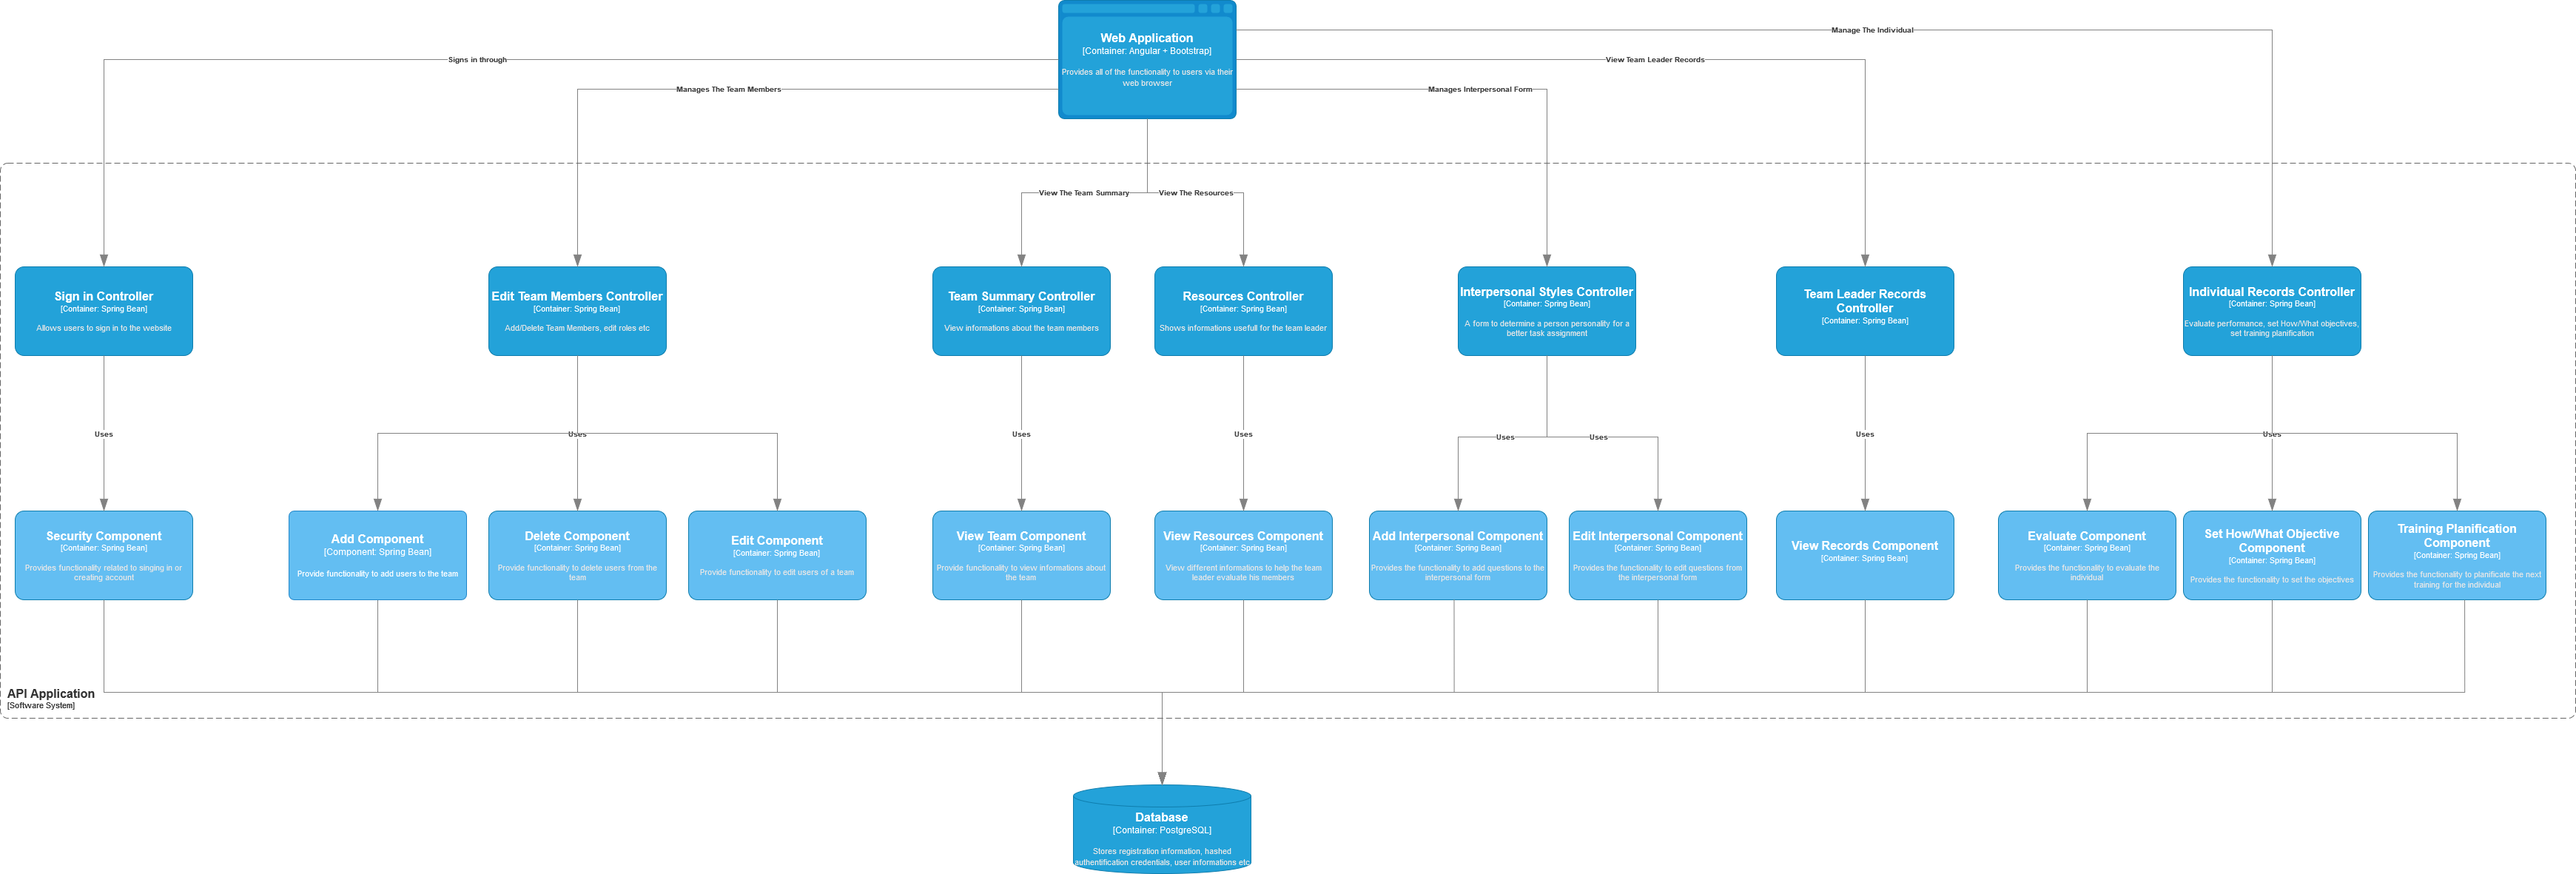 Web Application
[Container: Angular + Bootstrap]
Provides all of the functionality to users via their
web browser
Manage The Individual
Signs in through
View Team Leader Records
Manages The Team Members
Manages Interpersonal Form
View The Team Summary
View The Resources
Sign in Controller
[Container: Spring Bean]
Allows users to sign in to the website
Edit Team Members Controller
[Container: Spring Bean]
Add/Delete Team Members, edit roles etc
Team Summary Controller
[Container: Spring Bean]
View informations about the team members
Resources Controller
[Container: Spring Bean]
Shows informations usefull for the team leader
Interpersonal Styles Controller
[Container: Spring Bean]
A form to determine a person personality for a
better task assignment
Team Leader Records
Controller
[Container: Spring Bean]
Individual Records Controller
[Container: Spring Bean]
Evaluate performance, set How/What objectives,
set training planification
Uses
Uses
Uses
Uses
Uses
Uses
Uses
Uses
Security Component
[Container: Spring Bean]
Provides functionality related to singing in or
creating account
Add Component
[Component: Spring Bean]
Provide functionality to add users to the team
Delete Component
[Container: Spring Bean]
Provide functionality to delete users from the
team
Edit Component
[Container: Spring Bean]
Provide functionality to edit users of a team
View Team Component
[Container: Spring Bean]
Provide functionality to view informations about
the team
View Resources Component
[Container: Spring Bean]
View different informations to help the team
leader evaluate his members
Add Interpersonal Component
[Container: Spring Bean]
Provides the functionality to add questions to the
interpersonal form
Edit Interpersonal Component
[Container: Spring Bean]
Provides the functionality to edit questions from
the interpersonal form
View Records Component
[Container: Spring Bean]
Evaluate Component
[Container: Spring Bean]
Provides the functionality to evaluate the
individual
Set How/What Objective
Component
[Container: Spring Bean]
Provides the functionality to set the objectives
Training Planification
Component
[Container: Spring Bean]
Provides the functionality to planificate the next
training for the individual
API Application
[Software System]
Database
[Container: PostgreSQL]
Stores registration information, hashed
authentification credentials, user informations etc